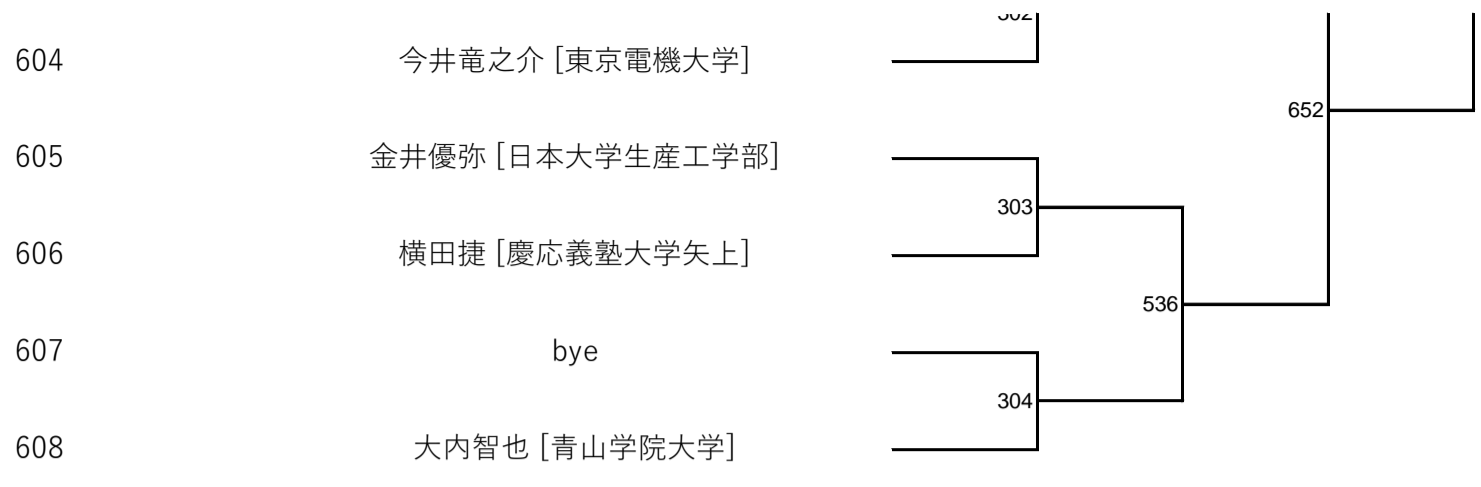 302
604 今井竜之介 [東京電機大学]
652
605 金井優弥 [日本大学生産工学部]
303
606 横田捷 [慶応義塾大学矢上]
536
607 bye
304
608 大内智也 [青山学院大学]